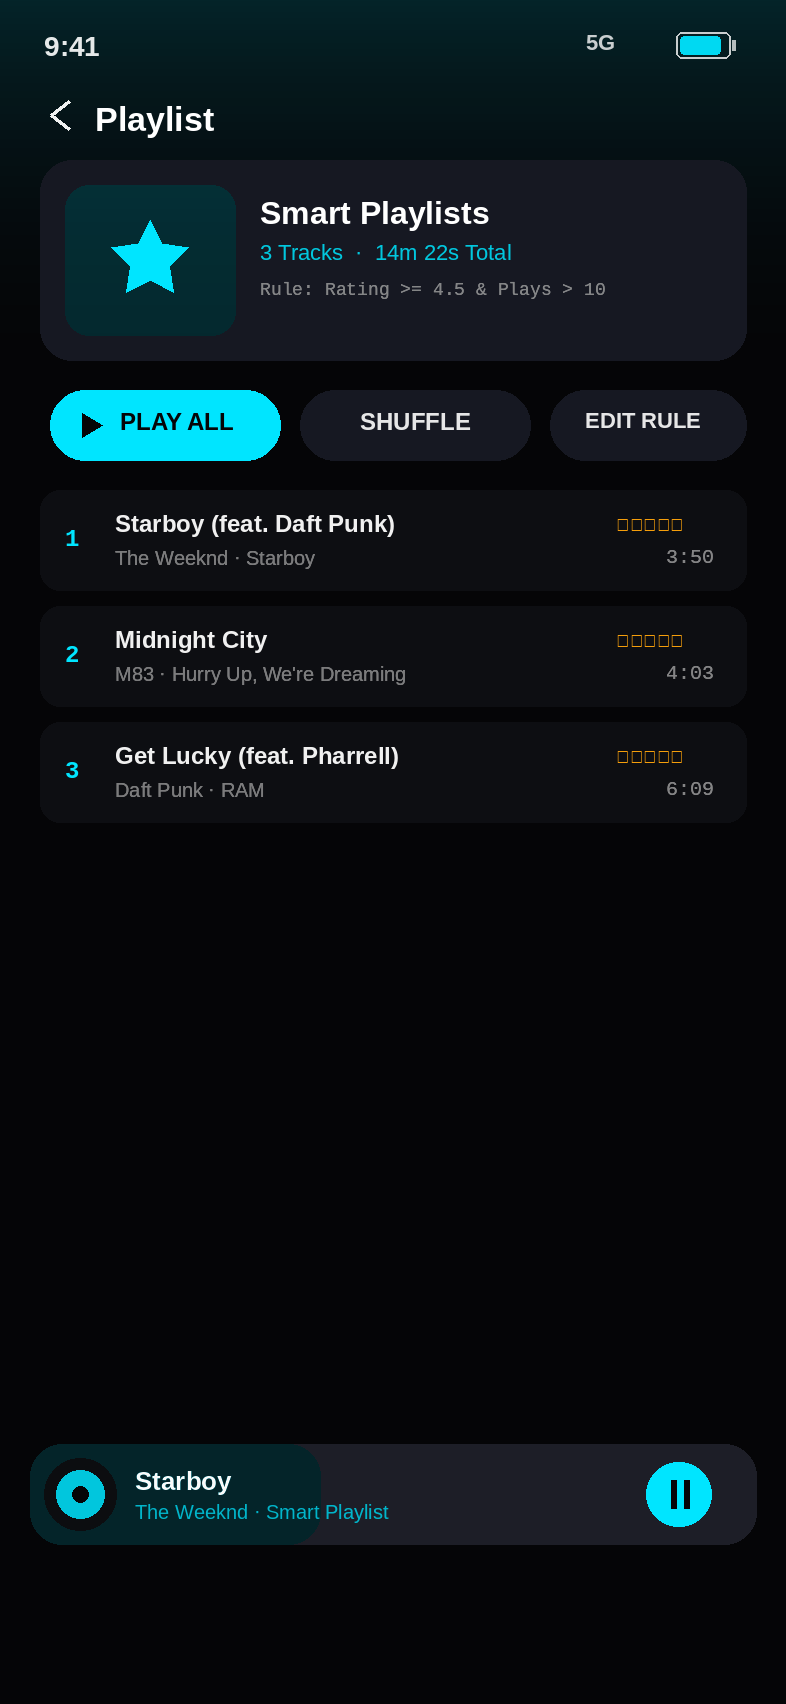 9:41
5G
Playlist
Smart Playlists
3 Tracks · 14m 22s Total
Rule: Rating >= 4.5 & Plays > 10
PLAY ALL
SHUFFLE
EDIT RULE
1
Starboy (feat. Daft Punk)
□□□□□
The Weeknd · Starboy
3:50
2
Midnight City
□□□□□
M83 · Hurry Up, We're Dreaming
4:03
3
Get Lucky (feat. Pharrell)
□□□□□
Daft Punk · RAM
6:09
Starboy
The Weeknd · Smart Playlist